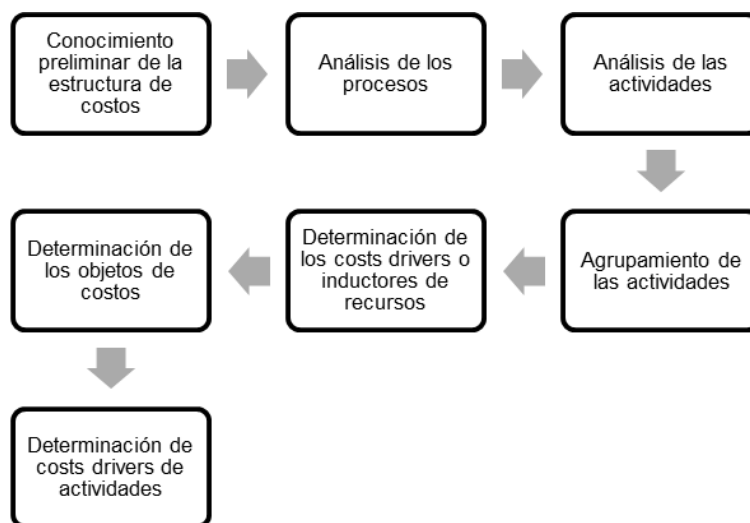 Conocimiento
preliminar de la
estructura de
costos
Análisis de los
procesos
Análisis de las
actividades
Agrupamiento de
las actividades
Determinación de
los costs drivers o
inductores de
recursos
Determinación de
los objetos de
costos
Determinación de
costs drivers de
actividades